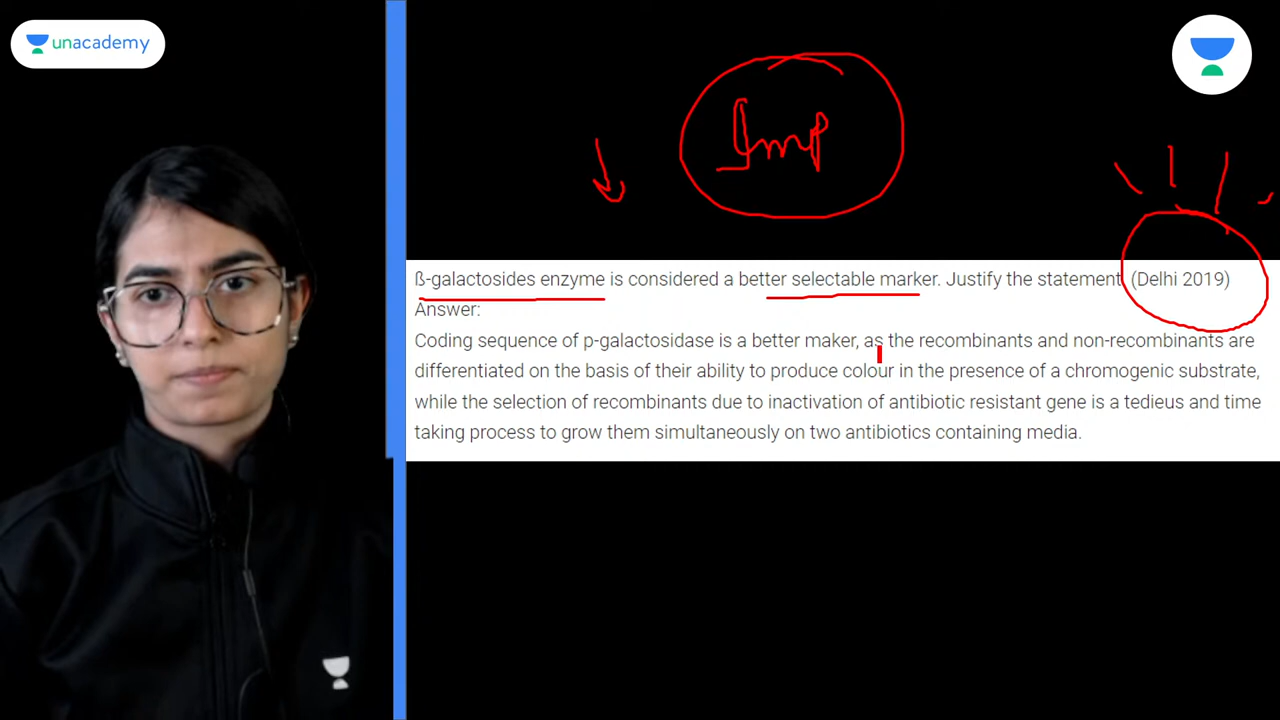 unacademy
Imp
ß-galactosides enzyme is considered a better selectable marker. Justify the statement. (Delhi 2019)
Answer:
Coding sequence of p-galactosidase is a better maker, as the recombinants and non-recombinants are
differentiated on the basis of their ability to produce colour in the presence of a chromogenic substrate,
while the selection of recombinants due to inactivation of antibiotic resistant gene is a tedieus and time
taking process to grow them simultaneously on two antibiotics containing media.